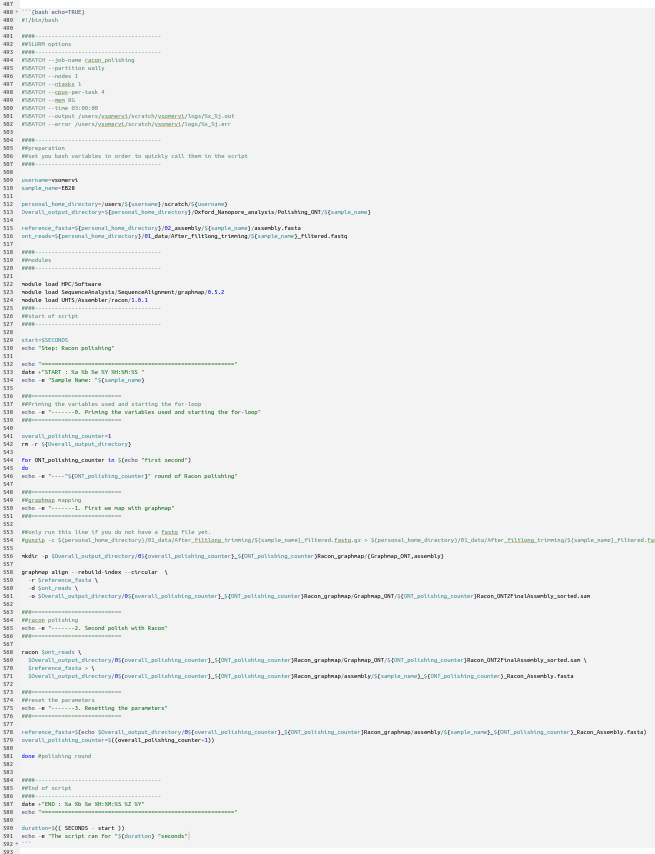 487
488 ```{bash echo=TRUE}
489 #!/bin/bash
490
491 ####--------------------------------------
492 ##SLURM options
493 ####--------------------------------------
494 #SBATCH --job-name racon_polishing
495 #SBATCH --partition wally
496 #SBATCH --nodes 1
497 #SBATCH --ntasks 1
498 #SBATCH --cpus-per-task 4
499 #SBATCH --mem 8G
500 #SBATCH --time 03:00:00
501 #SBATCH --output /users/vsomervi/scratch/vsomervi/logs/%x_%j.out
502 #SBATCH --error /users/vsomervi/scratch/vsomervi/logs/%x_%j.err
503
504 ####--------------------------------------
505 ##preparation
506 ##set you bash variables in order to quickly call them in the script
507 ####--------------------------------------
508
509 username=vsomervi
510 sample_name=EB28
511
512 personal_home_directory=/users/${username}/scratch/${username}
513 Overall_output_directory=${personal_home_directory}/Oxford_Nanopore_analysis/Polishing_ONT/${sample_name}
514
515 reference_fasta=${personal_home_directory}/02_assembly/${sample_name}/assembly.fasta
516 ont_reads=${personal_home_directory}/01_data/After_filtlong_trimming/${sample_name}_filtered.fastq
517
518 ####--------------------------------------
519 ##modules
520 ####--------------------------------------
521
522 module load HPC/Software
523 module load SequenceAnalysis/SequenceAlignment/graphmap/0.5.2
524 module load UHTS/Assembler/racon/1.0.1
525 ####--------------------------------------
526 ##start of script
527 ####--------------------------------------
528
529 start=$SECONDS
530 echo "Step: Racon polishing"
531
532 echo "=========================================================="
533 date +"START : %a %b %e %Y %H:%M:%S "
534 echo -e "Sample Name: "${sample_name}
535
536 ###===========================
537 ##Priming the variables used and starting the for-loop
538 echo -e "-------0. Priming the variables used and starting the for-loop"
539 ###===========================
540
541 overall_polishing_counter=1
542 rm -r ${Overall_output_directory}
543
544 for ONT_polishing_counter in $(echo "first second")
545 do
546 echo -e "----"${ONT_polishing_counter}" round of Racon polishing"
547
548 ###===========================
549 ##graphmap mapping
550 echo -e "-------1. First we map with graphmap"
551 ###===========================
552
553 ##only run this line if you do not have a fastq file yet.
554 #gunzip -c ${personal_home_directory}/01_data/After_filtlong_trimming/${sample_name}_filtered.fastq.gz > ${personal_home_directory}/01_data/After_filtlong_trimming/${sample_name}_filtered.fa
555
556 mkdir -p $Overall_output_directory/0${overall_polishing_counter}_${ONT_polishing_counter}Racon_graphmap/{Graphmap_ONT,assembly}
557
558 graphmap align --rebuild-index --circular \
559 -r $reference_fasta \
560 -d $ont_reads \
561 -o $Overall_output_directory/0${overall_polishing_counter}_${ONT_polishing_counter}Racon_graphmap/Graphmap_ONT/${ONT_polishing_counter}Racon_ONT2FinalAssembly_sorted.sam
562
563 ###===========================
564 ##racon polishing
565 echo -e "-------2. Second polish with Racon"
566 ###===========================
567
568 racon $ont_reads \
569 $Overall_output_directory/0${overall_polishing_counter}_${ONT_polishing_counter}Racon_graphmap/Graphmap_ONT/${ONT_polishing_counter}Racon_ONT2FinalAssembly_sorted.sam \
570 $reference_fasta > \
571 $Overall_output_directory/0${overall_polishing_counter}_${ONT_polishing_counter}Racon_graphmap/assembly/${sample_name}_${ONT_polishing_counter}_Racon_Assembly.fasta
572
573 ###===========================
574 ##reset the parameters
575 echo -e "-------3. Resetting the parameters"
576 ###===========================
577
578 reference_fasta=$(echo $Overall_output_directory/0${overall_polishing_counter}_${ONT_polishing_counter}Racon_graphmap/assembly/${sample_name}_${ONT_polishing_counter}_Racon_Assembly.fasta)
579 overall_polishing_counter=$((overall_polishing_counter+1))
580
581 done #polishing round
582
583
584 ####--------------------------------------
585 ##End of script
586 ####--------------------------------------
587 date +"END : %a %b %e %H:%M:%S %Z %Y"
588 echo "=========================================================="
589
590 duration=$(( SECONDS - start ))
591 echo -e "The script ran for "${duration} "seconds"
592 ```
593